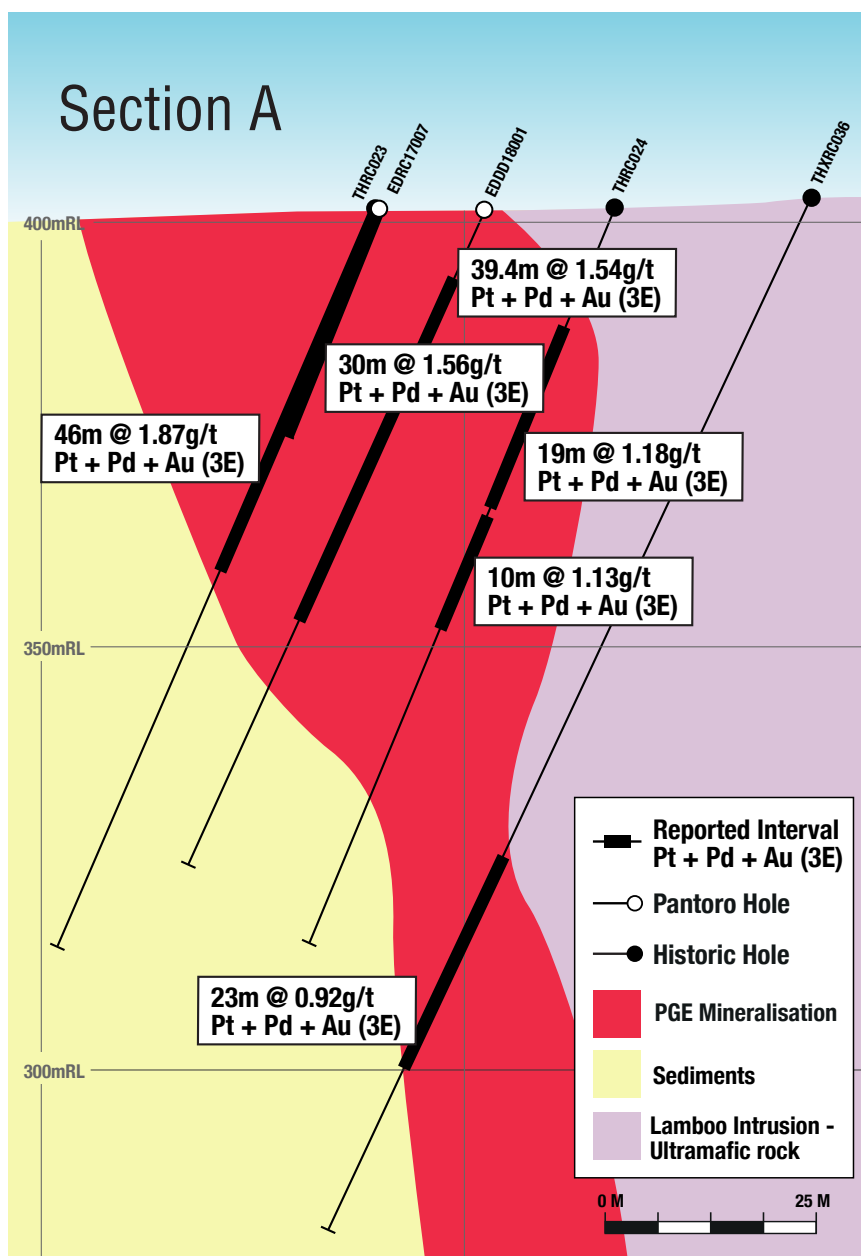 Section A
THRC023
EDRC17007
EDDD18001
THRC024
THXRC036
400mRL
39.4m @ 1.54g/t
Pt + Pd + Au (3E)
30m @ 1.56g/t
Pt + Pd + Au (3E)
46m @ 1.87g/t
Pt + Pd + Au (3E)
19m @ 1.18g/t
Pt + Pd + Au (3E)
10m @ 1.13g/t
Pt + Pd + Au (3E)
350mRL
23m @ 0.92g/t
Pt + Pd + Au (3E)
300mRL
Reported Interval
Pt + Pd + Au (3E)
Pantoro Hole
Historic Hole
PGE Mineralisation
Sediments
Lamboo Intrusion -
Ultramafic rock
0 M 25 M